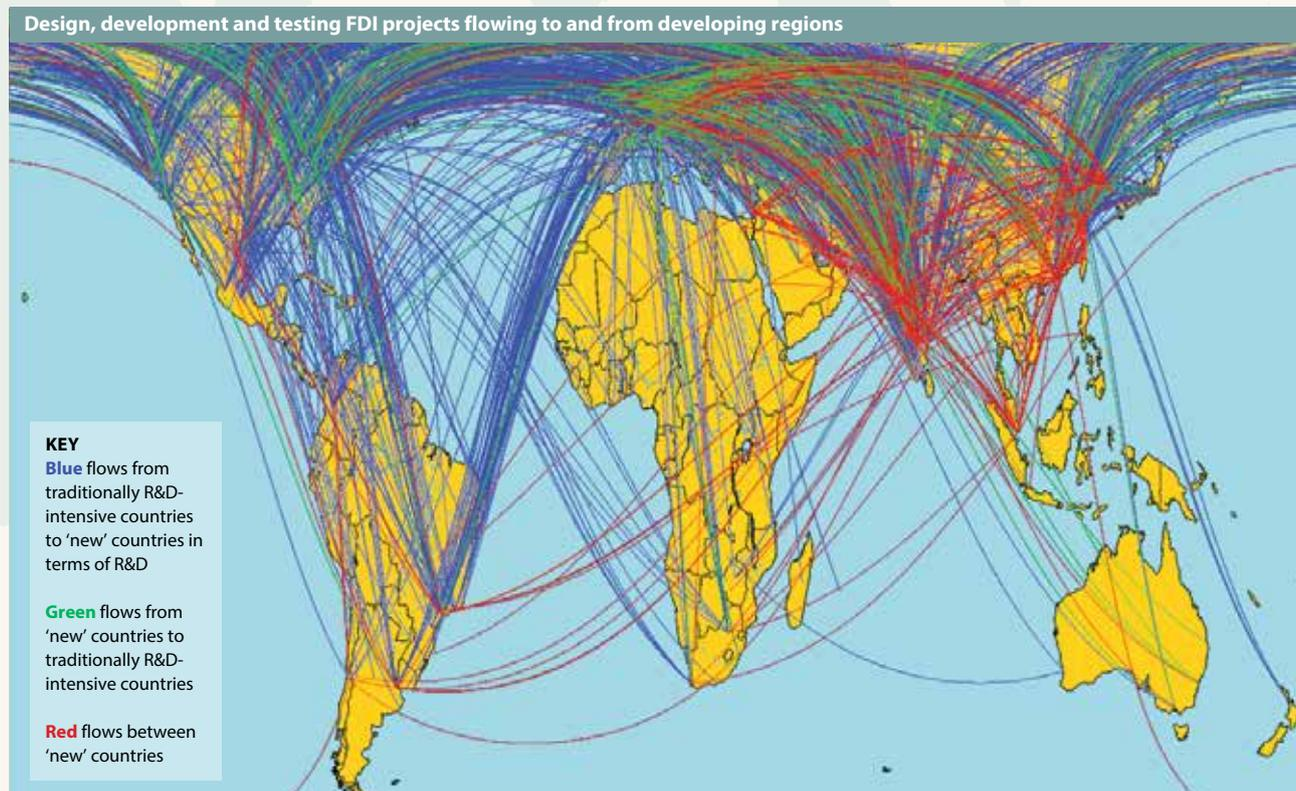 Design, development and testing FDI projects flowing to and from developing regions
KEY
Blue flows from
traditionally R&D-
intensive countries
to ‘new’ countries in
terms of R&D
Green flows from
‘new’ countries to
traditionally R&D-
intensive countries
Red flows between
‘new’ countries